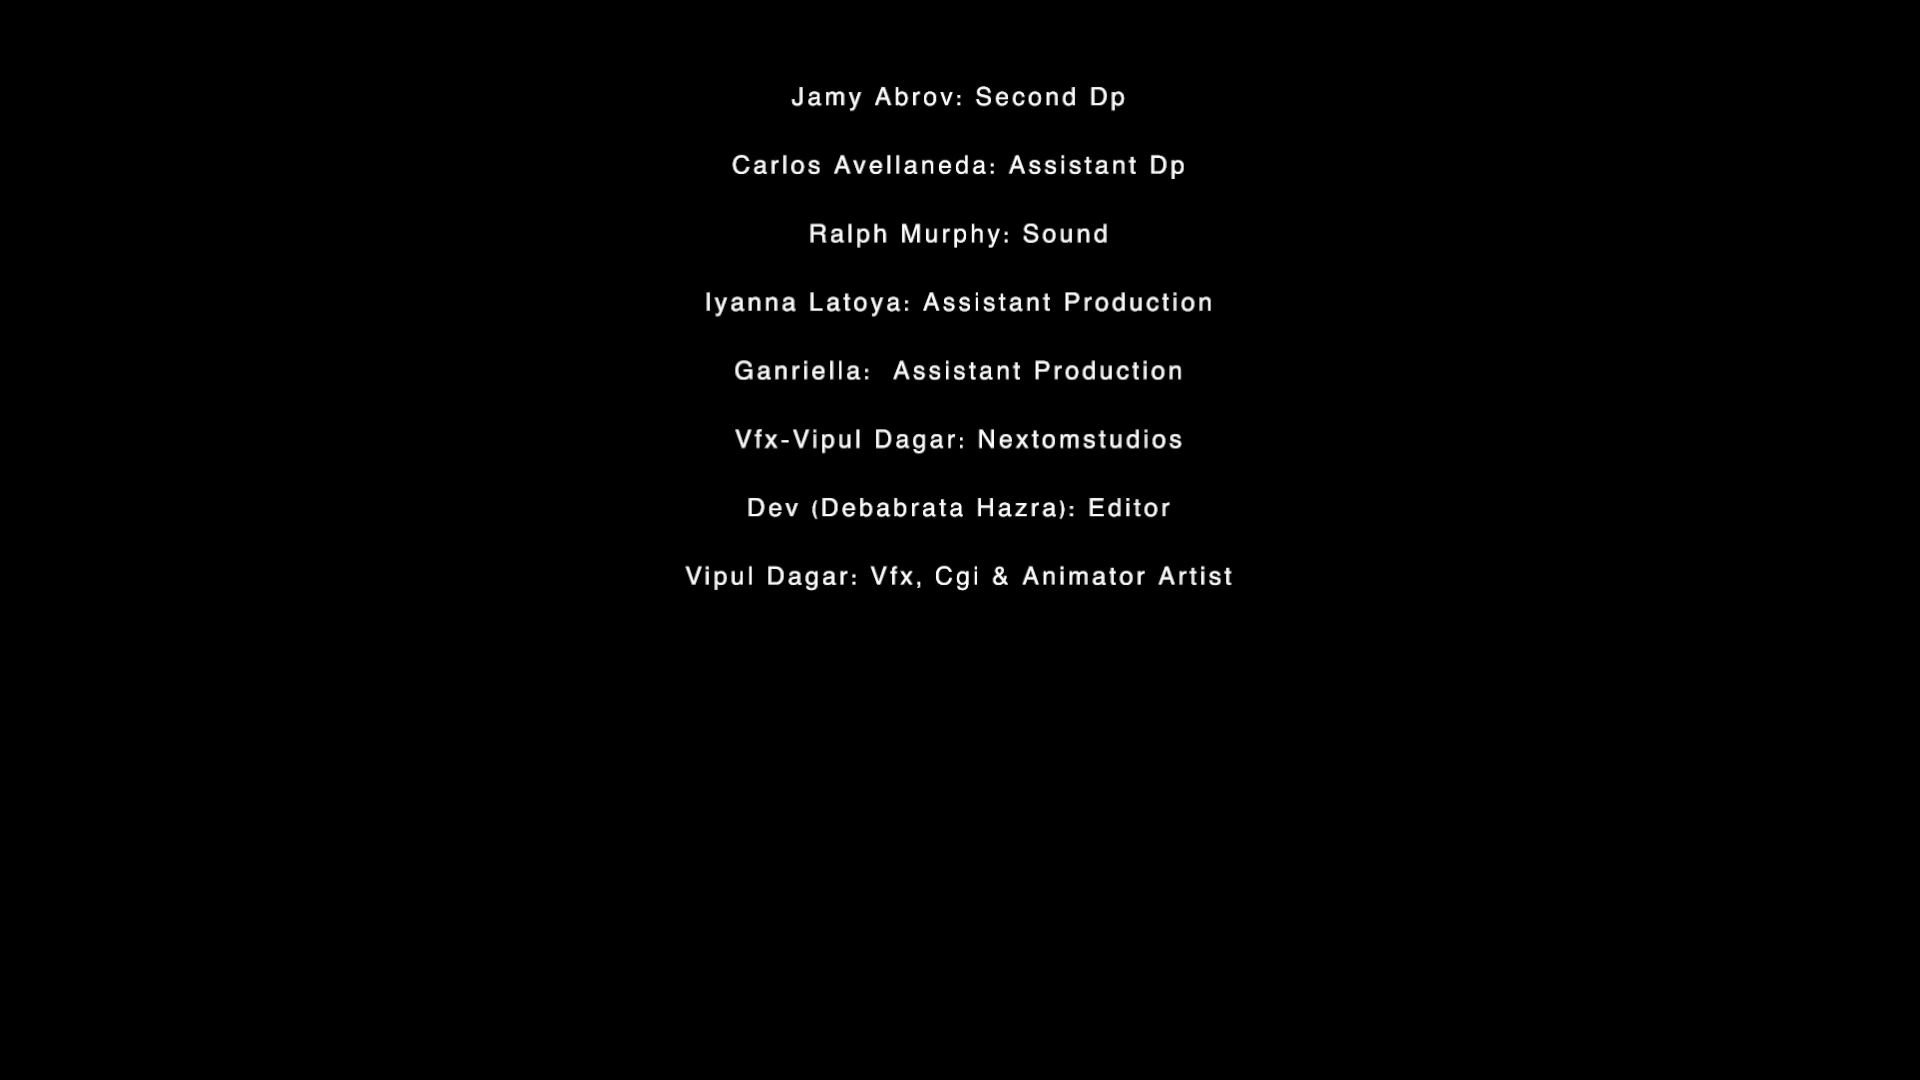 Jamy Abrov: Second Dp
Carlos Avellaneda: Assistant Dp
Ralph Murphy: Sound
Iyanna Latoya: Assistant Production
Ganriella:  Assistant Production
Vfx-Vipul Dagar: Nextomstudios
Dev (Debabrata Hazra): Editor
Vipul Dagar: Vfx, Cgi & Animator Artist